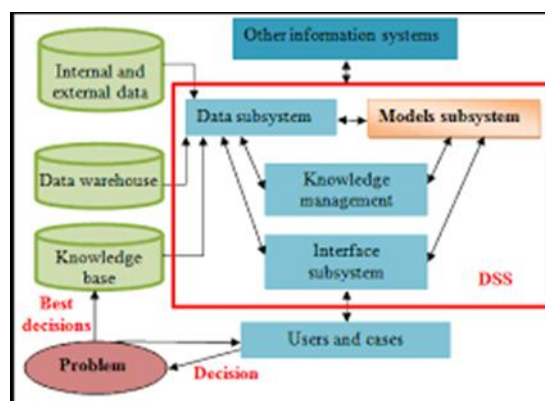 Other information systems
Internal and
external data
Data subsystem
Models subsystem
Data warehouse
Knowledge
management
Knowledge
base
Interface
subsystem
DSS
Best
decisions
Users and cases
Problem
Decision